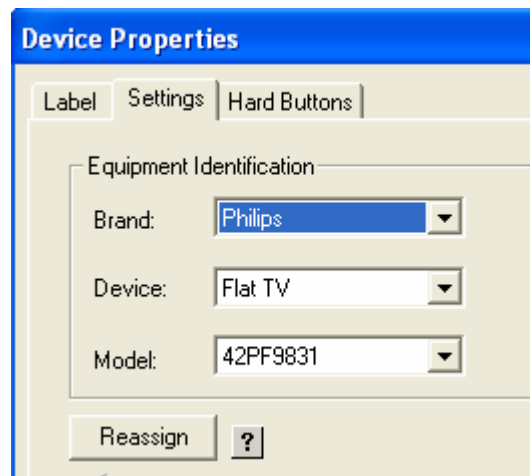 Device Properties
Label Settings Hard Buttons
Equipment Identification
Brand: Philips
Device: Flat TV
Model: 42PF9831
Reassign ?